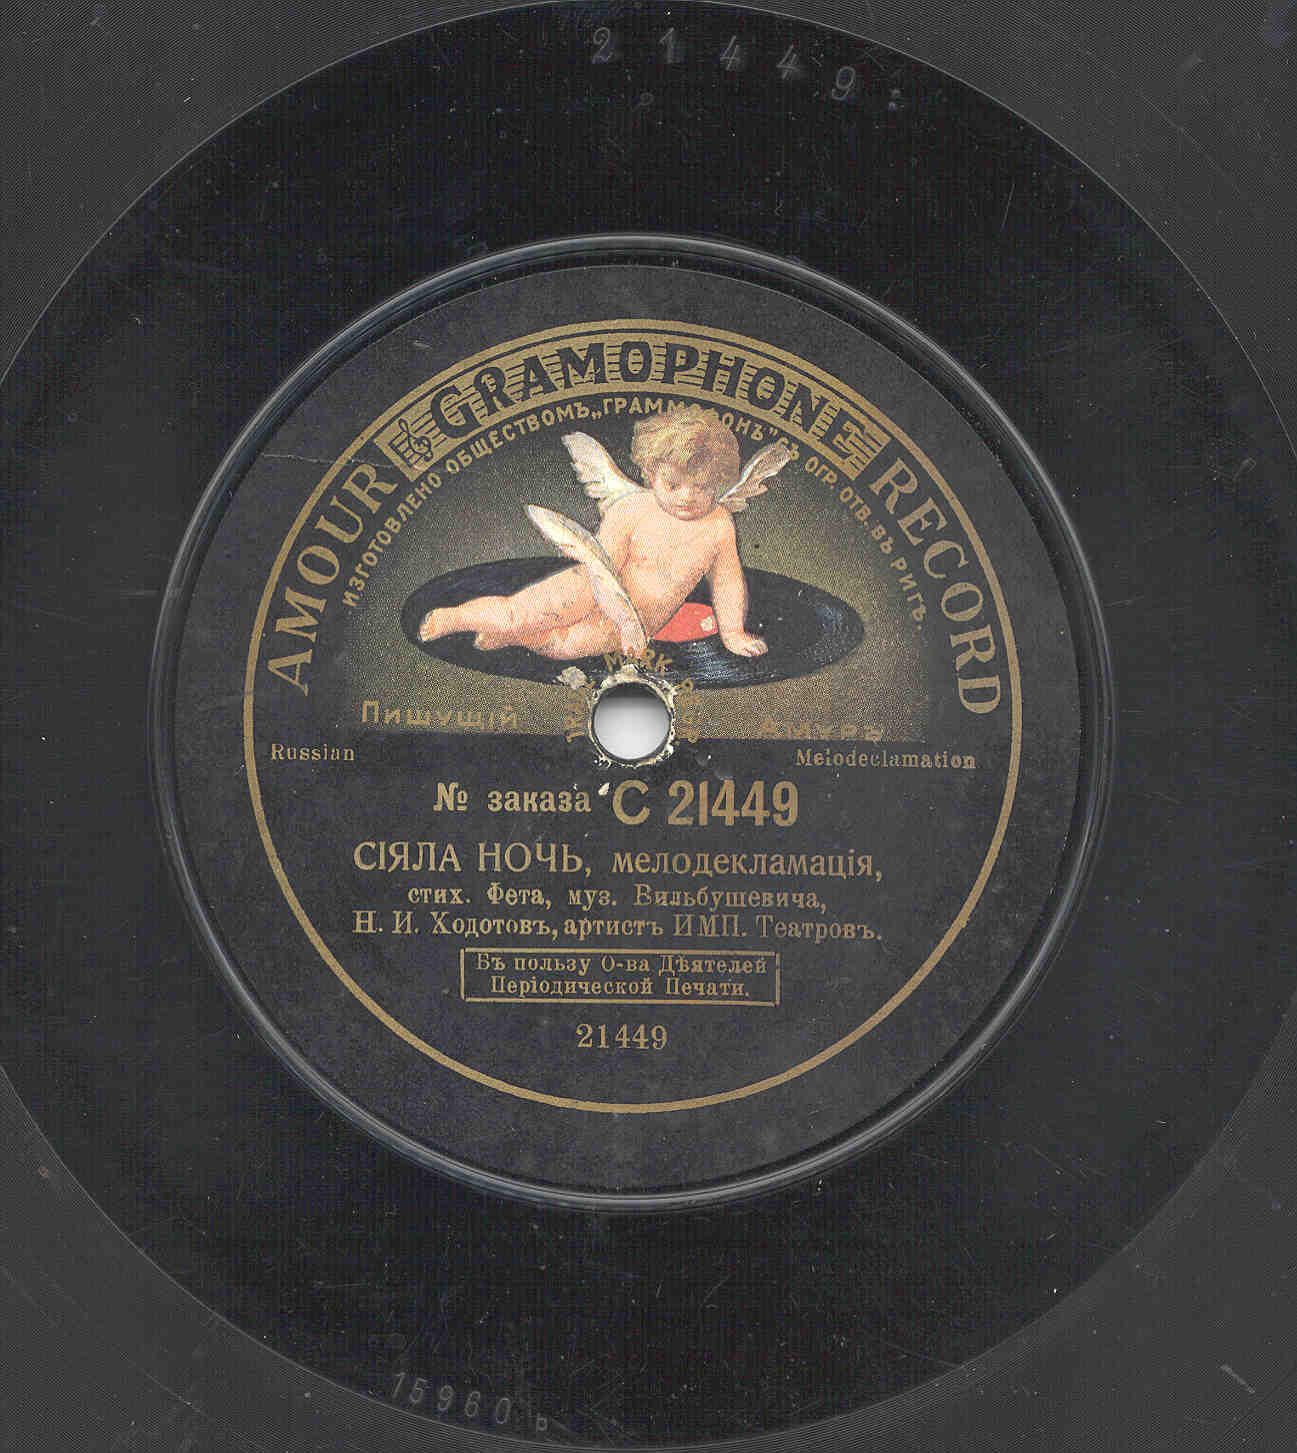 21449
AMOUR GRAMOPHONE RECORD
ИЗГОТОВЛЕНО ОБЩЕСТВОМЪ „ГРАММОФОНЪ" СЪ ОГР. ОТВ. ВЪ РИГѢ.
MARK
Пишущій Амуръ
Russian Melodeclamation
№ заказа С 21449
СІЯЛА НОЧЬ, мелодекламація,
стих. Фета, муз. Вильбушевича,
Н. И. Ходотовъ, артистъ ИМП. Театровъ.
Въ пользу О-ва Дѣятелей
Періодической Печати.
21449
15960 b